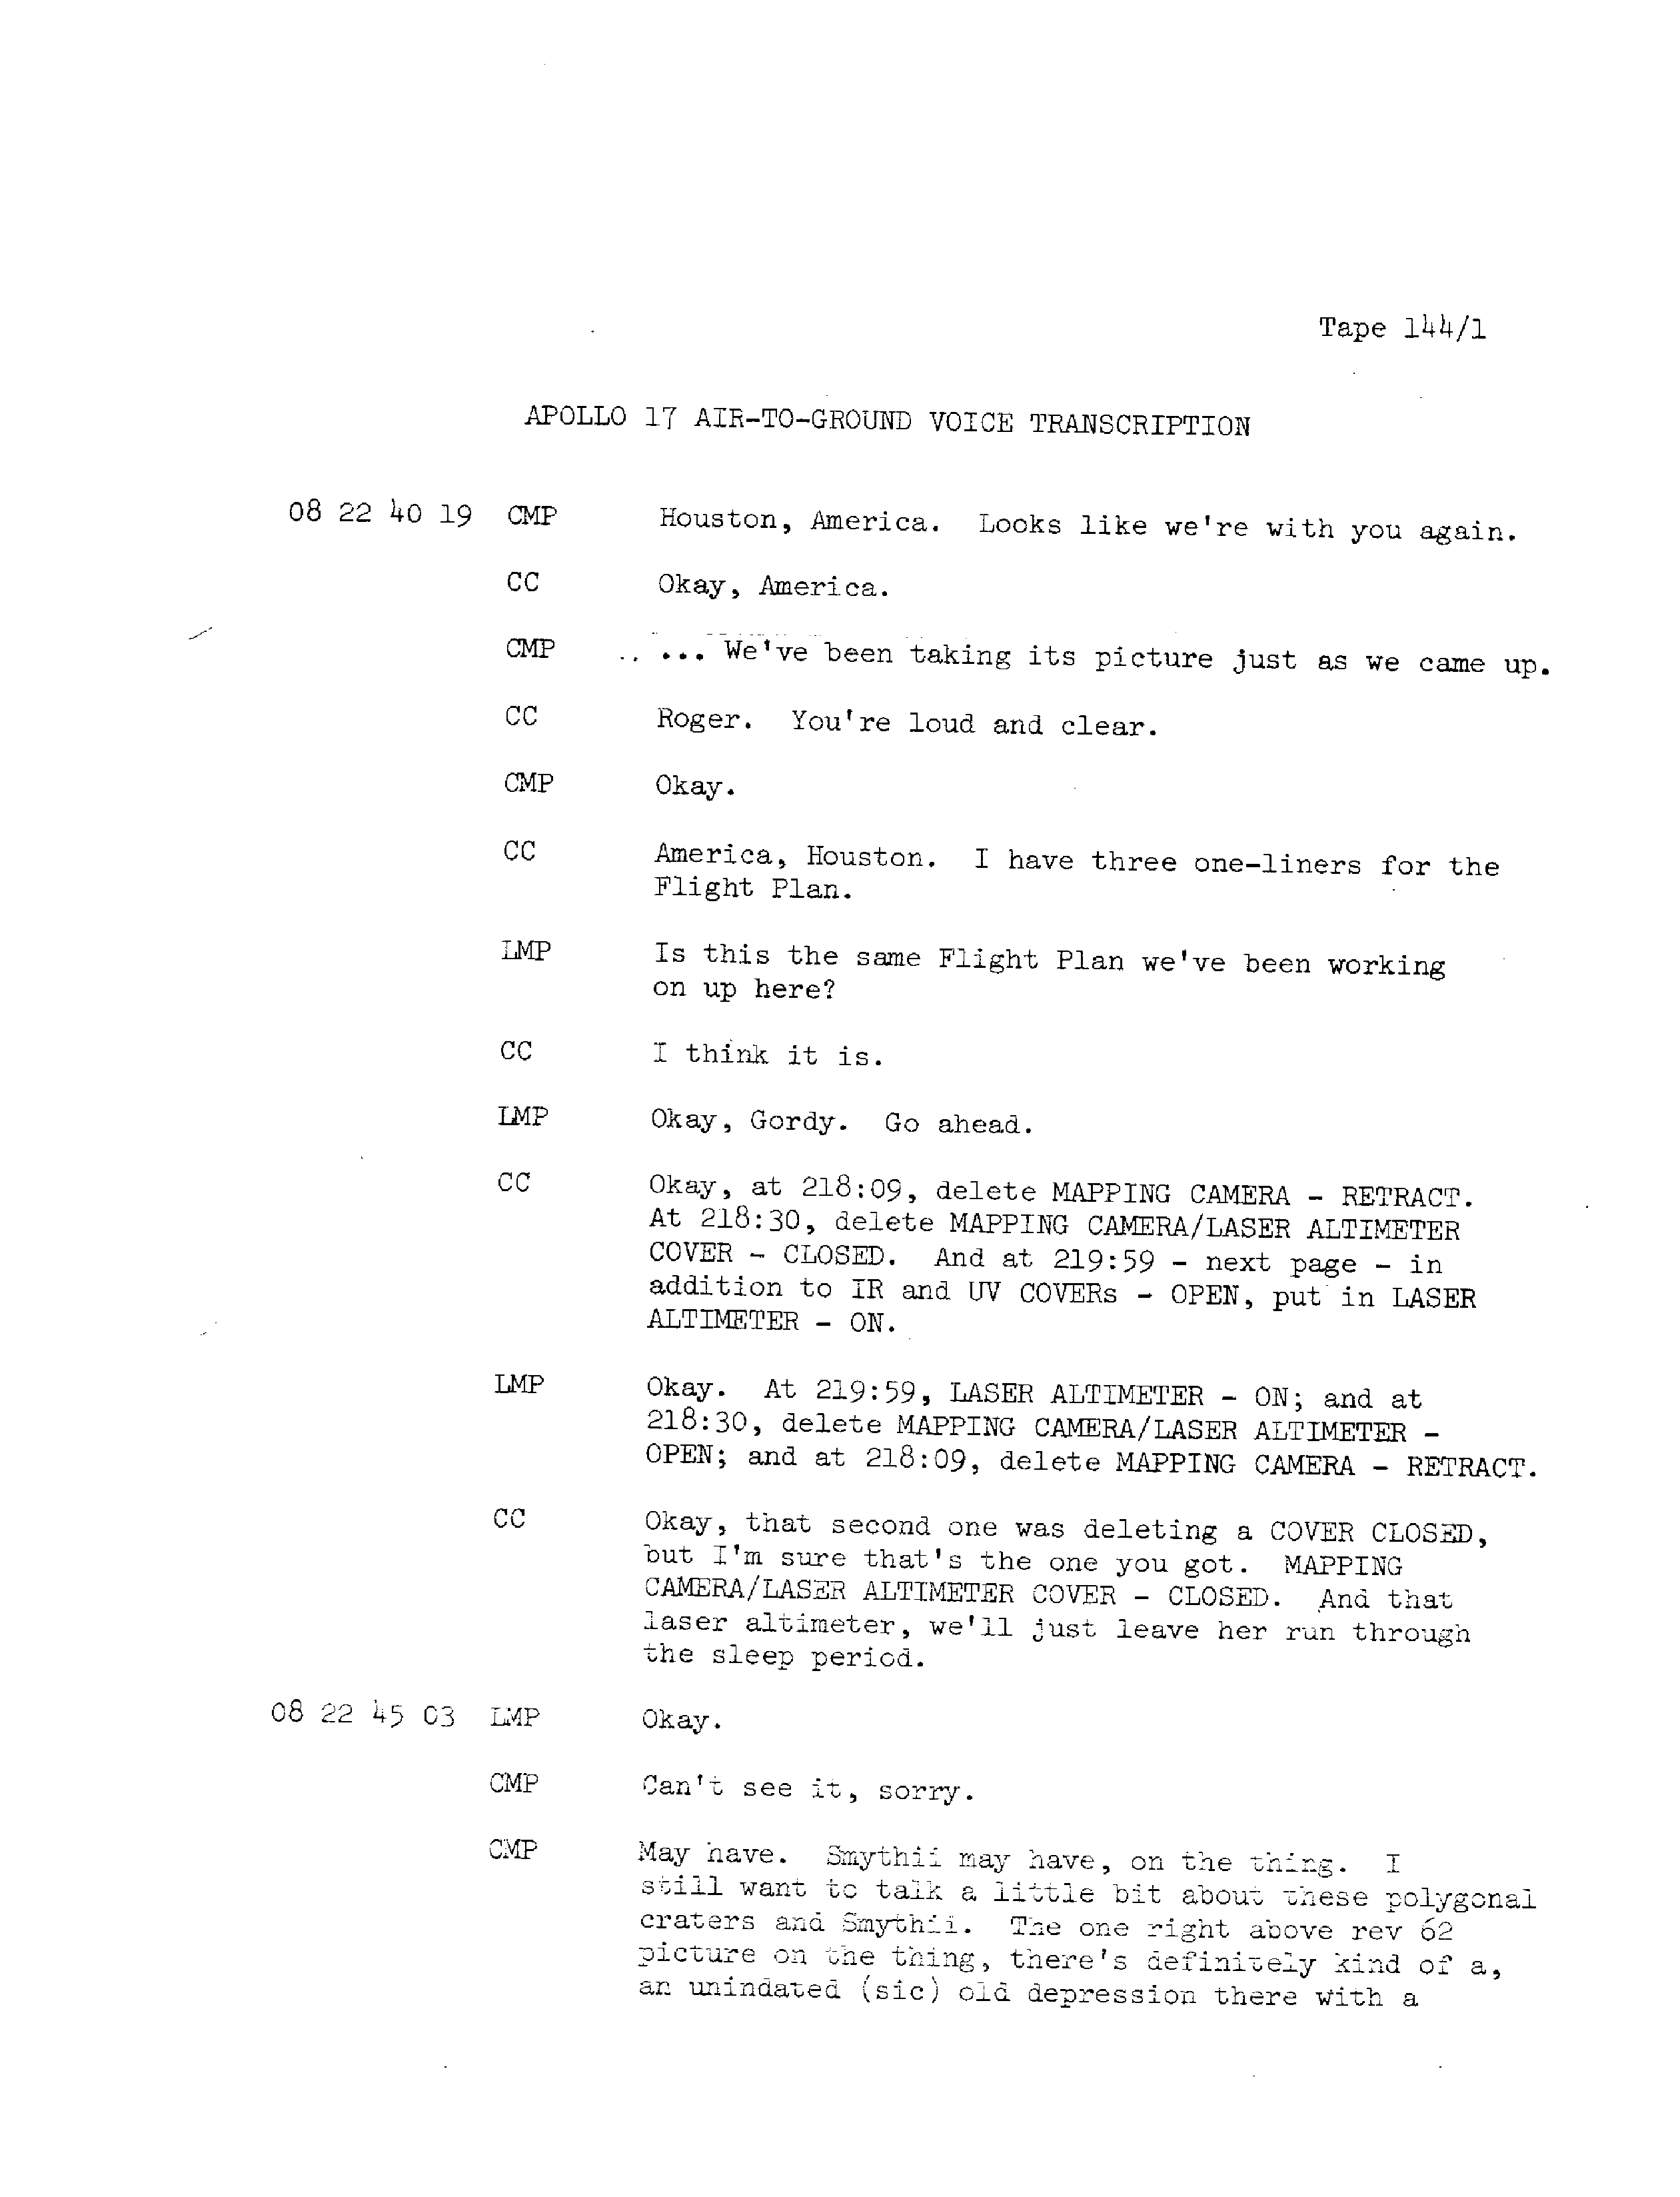 Tape 144/1
APOLLO 17 AIR-TO-GROUND VOICE TRANSCRIPTION
08 22 40 19 CMP Houston, America. Looks like we're with you again.
CC Okay, America.
CMP ... We've been taking its picture just as we came up.
CC Roger. You're loud and clear.
CMP Okay.
CC America, Houston. I have three one-liners for the
Flight Plan.
LMP Is this the same Flight Plan we've been working
on up here?
CC I think it is.
LMP Okay, Gordy. Go ahead.
CC Okay, at 218:09, delete MAPPING CAMERA - RETRACT.
At 218:30, delete MAPPING CAMERA/LASER ALTIMETER
COVER - CLOSED. And at 219:59 - next page - in
addition to IR and UV COVERs - OPEN, put in LASER
ALTIMETER - ON.
LMP Okay. At 219:59, LASER ALTIMETER - ON; and at
218:30, delete MAPPING CAMERA/LASER ALTIMETER -
OPEN; and at 218:09, delete MAPPING CAMERA - RETRACT.
CC Okay, that second one was deleting a COVER CLOSED,
but I'm sure that's the one you got. MAPPING
CAMERA/LASER ALTIMETER COVER - CLOSED. And that
laser altimeter, we'll just leave her run through
the sleep period.
08 22 45 03 LMP Okay.
CMP Can't see it, sorry.
CMP May have. Smythii may have, on the thing. I
still want to talk a little bit about these polygonal
craters and Smythii. The one right above rev 62
picture on the thing, there's definitely kind of a,
an unindated (sic) old depression there with a